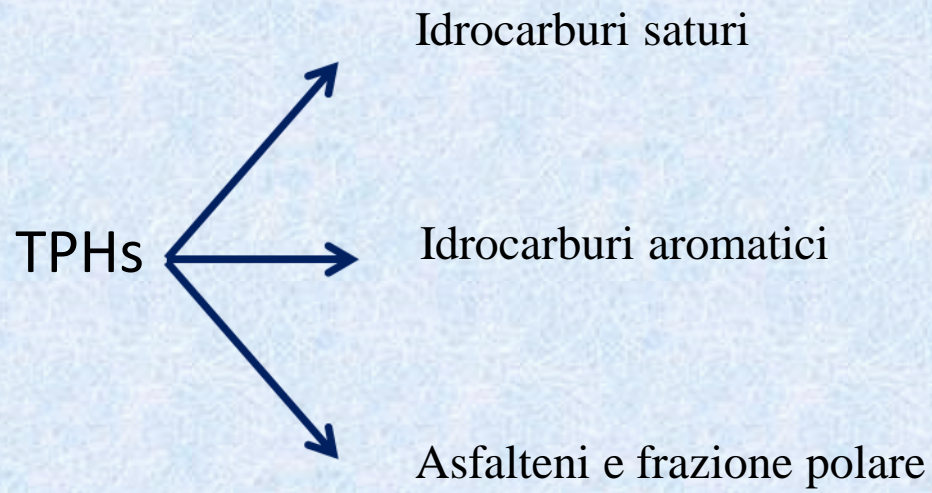 Idrocarburi saturi
TPHs
Idrocarburi aromatici
Asfalteni e frazione polare